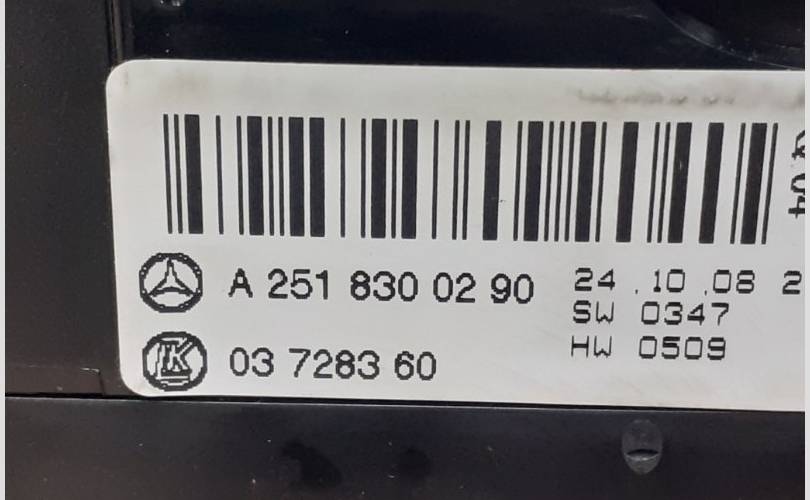 A 251 830 02 90
24 .10 .08 2
SW 0347
HW 0509
03 7283 60